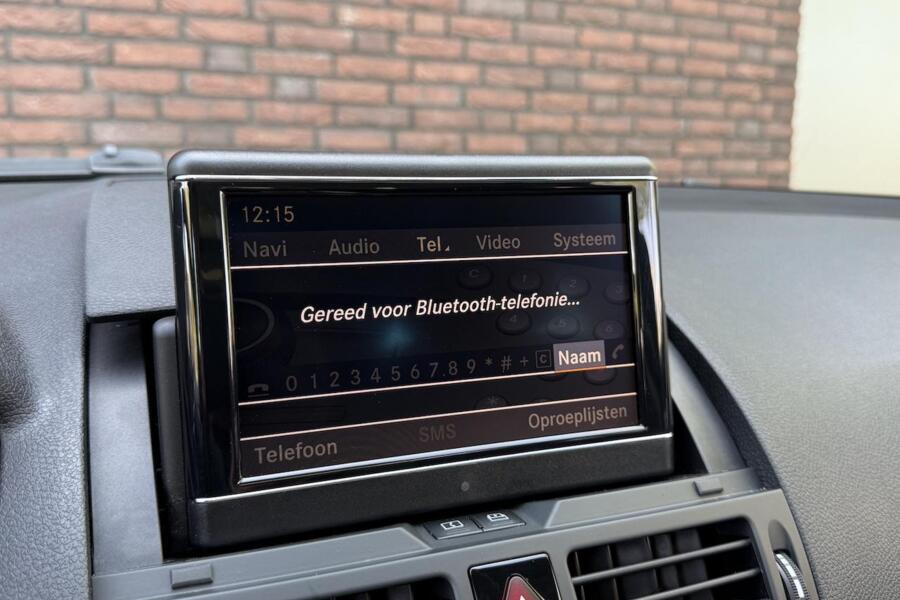 12:15
Navi Audio Tel Video Systeem
Gereed voor Bluetooth-telefonie...
0 1 2 3 4 5 6 7 8 9 * # + C Naam
Telefoon SMS Oproeplijsten